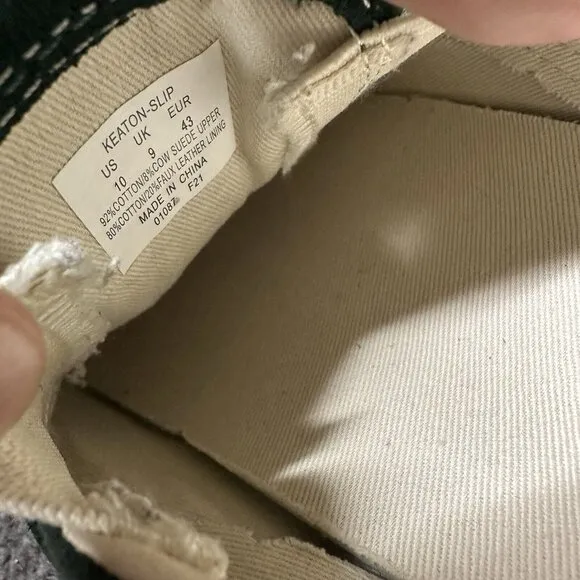 KEATON-SLIP
US UK EUR
10 9 43
92%COTTON/8%COW SUEDE UPPER
80%COTTON/20%FAUX LEATHER LINING
MADE IN CHINA
01087 F21